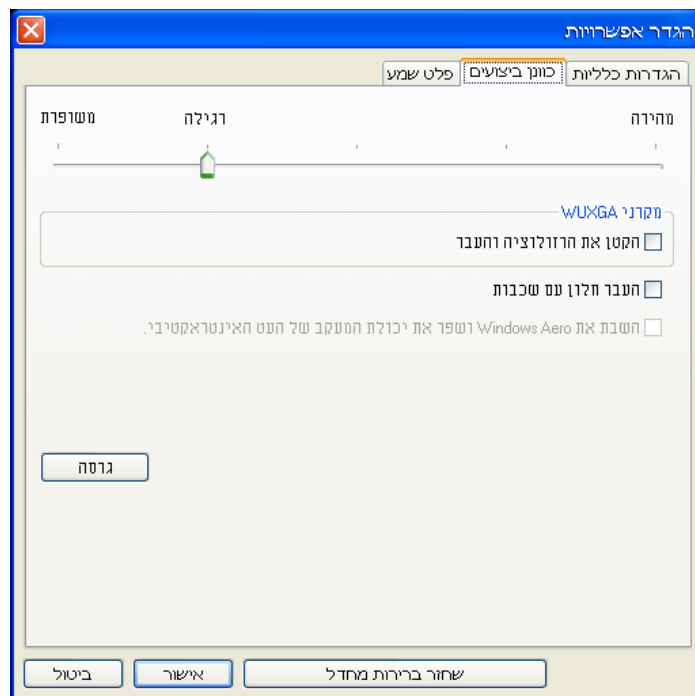 הגדר אפשרויות
הגדרות כלליות כוונן ביצועים פלט שמע
מהירה רגילה משופרת
מקרני WUXGA
הקטן את הרזולוציה והעבר
העבר חלון עם שכבות
השבת את Windows Aero ושפר את יכולת המעקב של העט האינטראקטיבי.
גרסה
שחזר ברירות מחדל אישור ביטול